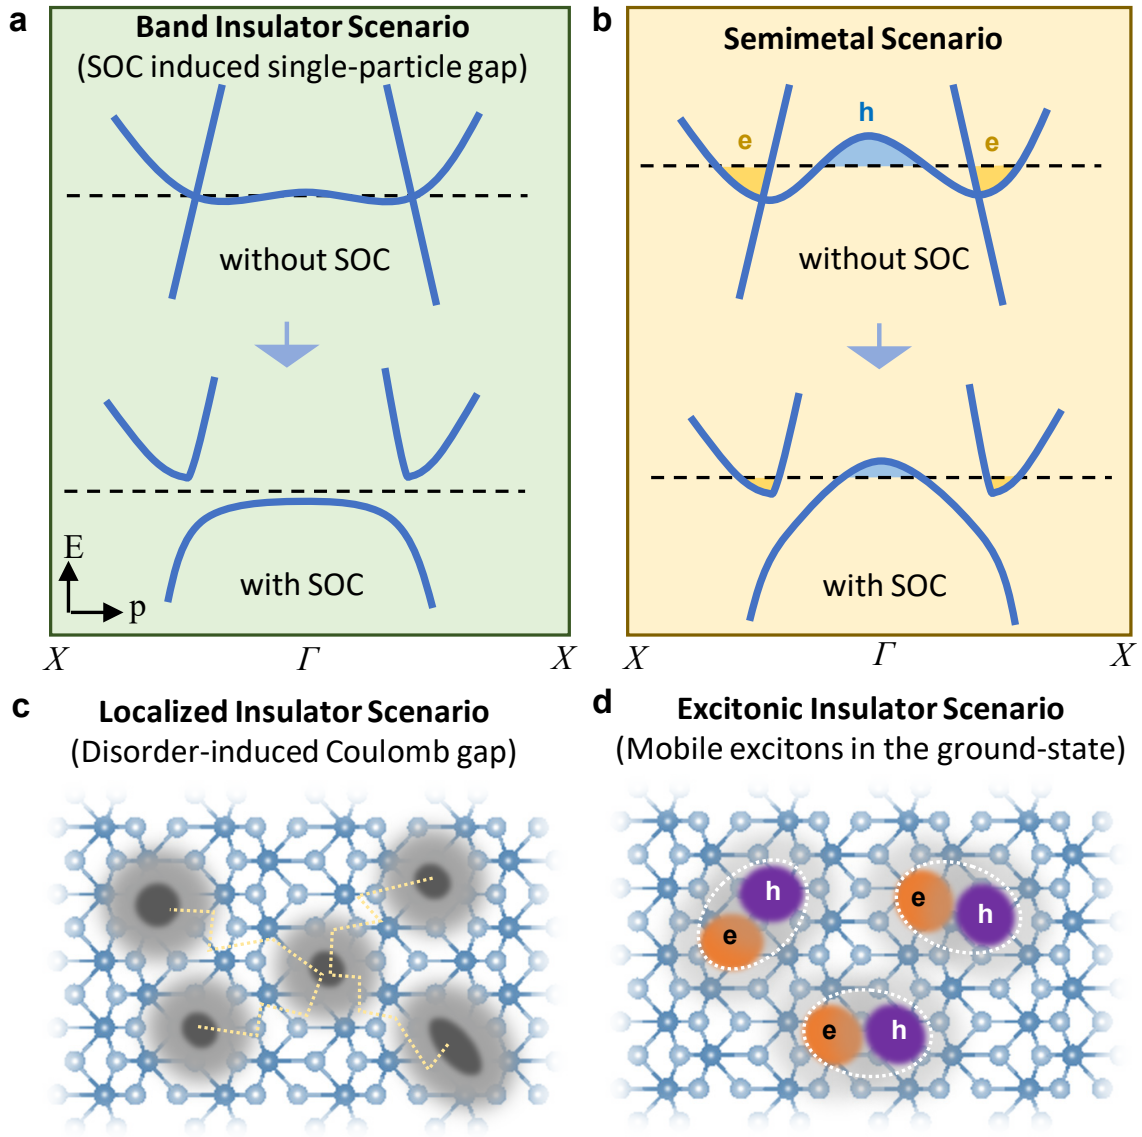 a
Band Insulator Scenario
(SOC induced single-particle gap)
without SOC
with SOC
E
p
X
Γ
X
b
Semimetal Scenario
e
h
e
without SOC
with SOC
X
Γ
X
c
Localized Insulator Scenario
(Disorder-induced Coulomb gap)
d
Excitonic Insulator Scenario
(Mobile excitons in the ground-state)
h
e
e
h
e
h